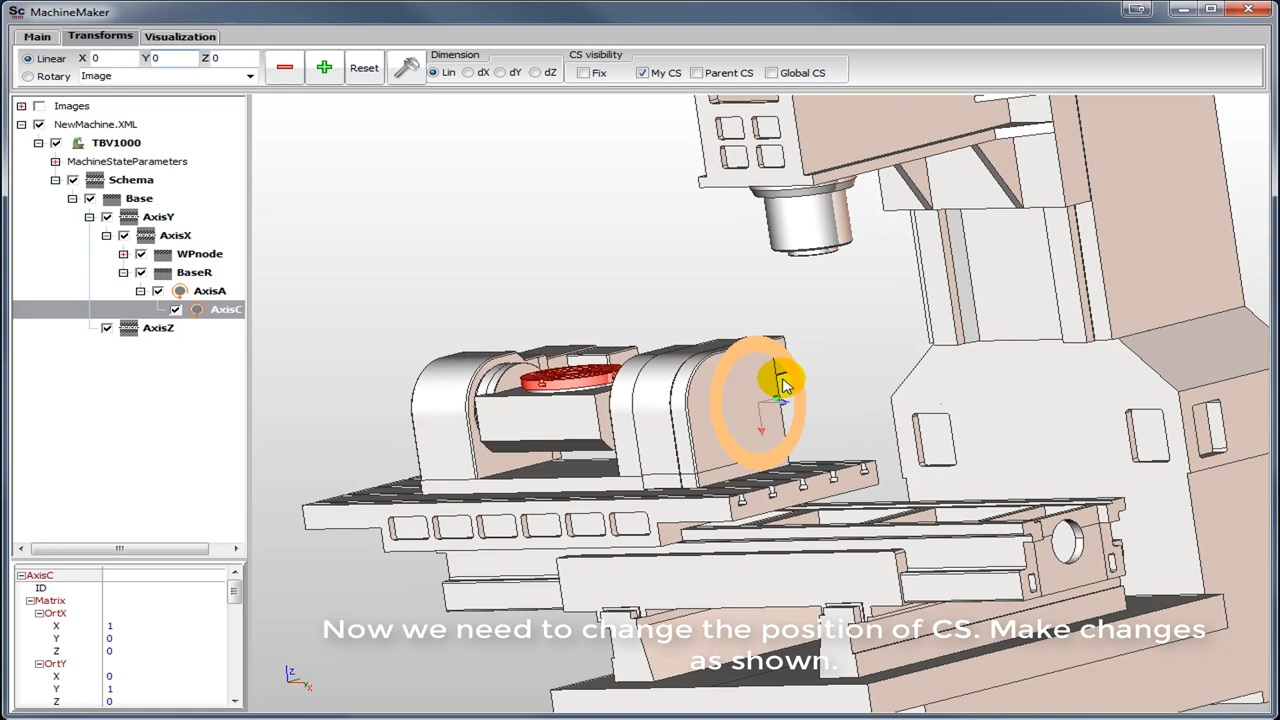 Sc MachineMaker
mm
Main Transforms Visualization
Linear X 0 Y 0 Z 0
Rotary Image
Reset
Dimension
Lin dX dY dZ
CS visibility
Fix My CS Parent CS Global CS
Images
NewMachine.XML
TBV1000
MachineStateParameters
Schema
Base
AxisY
AxisX
WPnode
BaseR
AxisA
AxisC
AxisZ
AxisC
ID
Matrix
OrtX
X 1
Y 0
Z 0
OrtY
X 0
Y 1
Z 0
Z
X
Now we need to change the position of CS. Make changes
as shown.